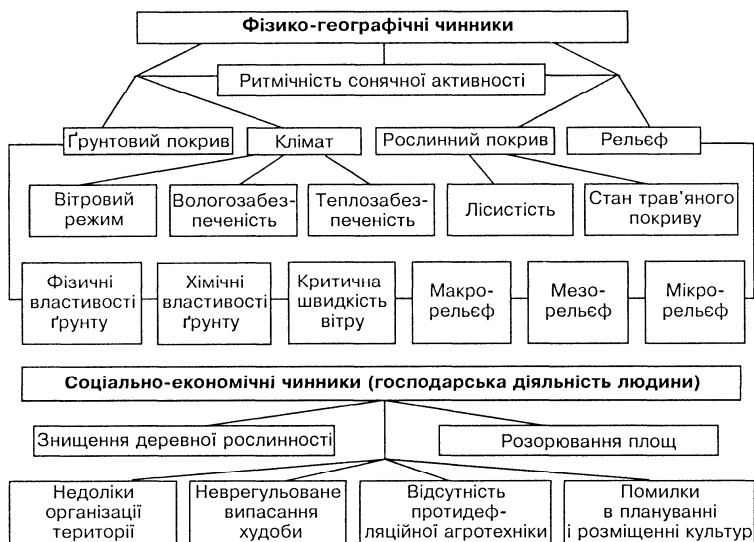 Фізико-географічні чинники
Ритмічність сонячної активності
Ґрунтовий покрив
Клімат
Рослинний покрив
Рельєф
Вітровий
режим
Вологозабез-
печеність
Теплозабез-
печеність
Лісистість
Стан трав'яного
покриву
Фізичні
властивості
ґрунту
Хімічні
властивості
ґрунту
Критична
швидкість
вітру
Макро-
рельєф
Мезо-
рельєф
Мікро-
рельєф
Соціально-економічні чинники (господарська діяльність людини)
Знищення деревної рослинності
Розорювання площ
Недоліки
організації
території
Неврегульоване
випасання
худоби
Відсутність
протидеф-
ляційної агротехніки
Помилки
в плануванні
і розміщенні культур